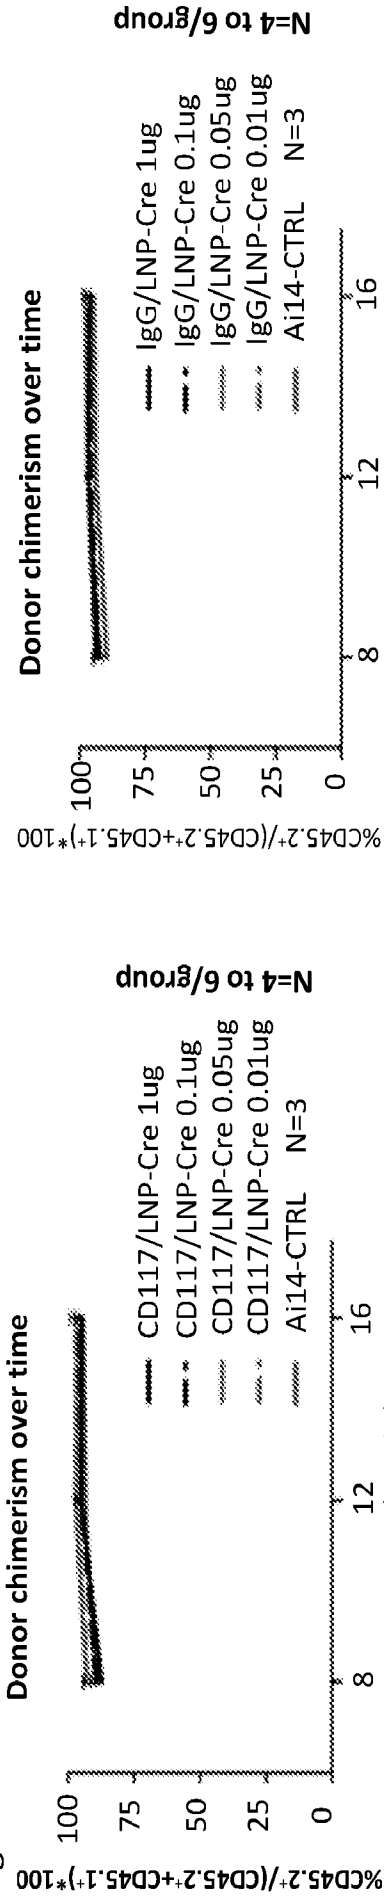 Donor chimerism over time
%CD45.2⁺/(CD45.2⁺+CD45.1⁺)*100
100
75
50
25
0
8
12
16
CD117/LNP-Cre 1ug
CD117/LNP-Cre 0.1ug
CD117/LNP-Cre 0.05ug
CD117/LNP-Cre 0.01ug
Ai14-CTRL N=3
N=4 to 6/group
Donor chimerism over time
%CD45.2⁺/(CD45.2⁺+CD45.1⁺)*100
100
75
50
25
0
8
12
16
IgG/LNP-Cre 1ug
IgG/LNP-Cre 0.1ug
IgG/LNP-Cre 0.05ug
IgG/LNP-Cre 0.01ug
Ai14-CTRL N=3
N=4 to 6/group